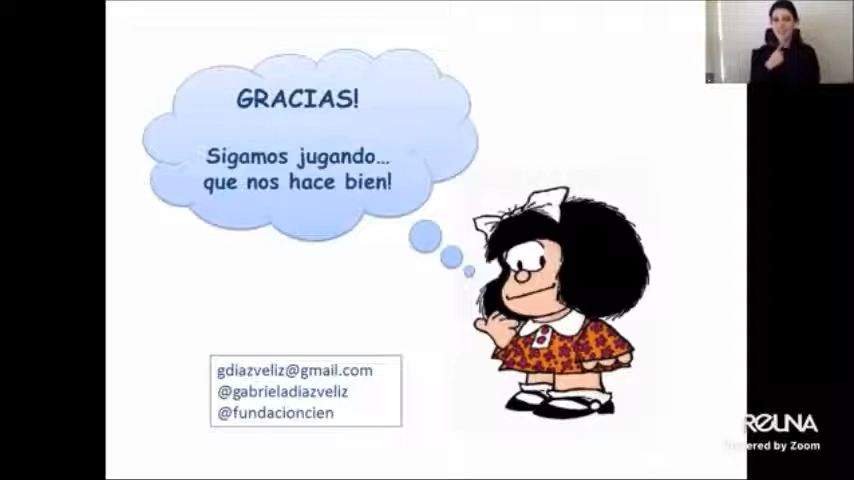 GRACIAS!
Sigamos jugando...
que nos hace bien!
gdiazveliz@gmail.com
@gabrieladiazveliz
@fundacioncien
REUNA
Powered by Zoom